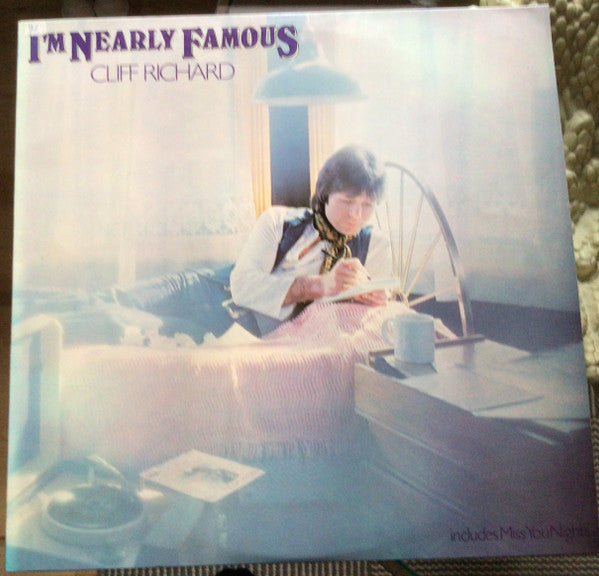 I'M NEARLY FAMOUS
CLIFF RICHARD
includes Miss You Nights